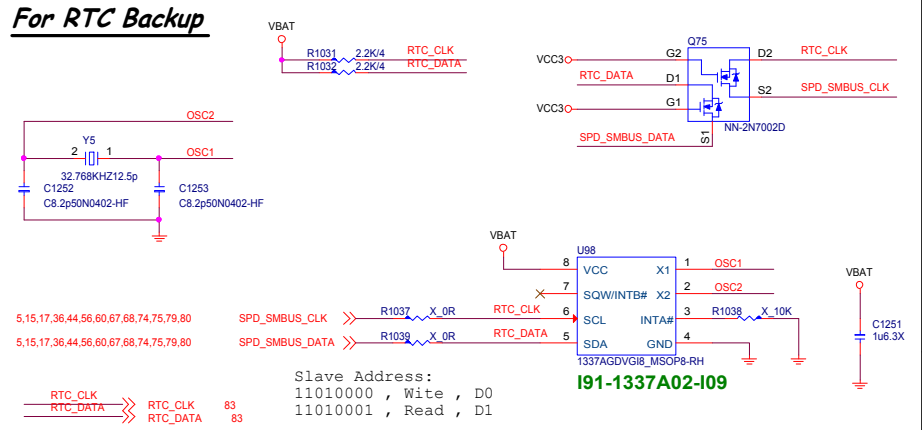 For RTC Backup
VBAT
R1031 2.2K/4 RTC_CLK
R1032 2.2K/4 RTC_DATA
Q75
VCC3 G2 D2 RTC_CLK
RTC_DATA D1
S2 SPD_SMBUS_CLK
VCC3 G1
NN-2N7002D
SPD_SMBUS_DATA S1
OSC2
Y5
2 1 OSC1
32.768KHZ12.5p
C1252 C1253
C8.2p50N0402-HF C8.2p50N0402-HF
VBAT
U98
8 VCC X1 1 OSC1
7 SQW/INTB# X2 2 OSC2
VBAT
5,15,17,36,44,56,60,67,68,74,75,79,80 SPD_SMBUS_CLK R1037 X_0R RTC_CLK 6 SCL INTA# 3 R1038 X_10K
C1251
1u6.3X
5,15,17,36,44,56,60,67,68,74,75,79,80 SPD_SMBUS_DATA R1039 X_0R RTC_DATA 5 SDA GND 4
1337AGDVGI8_MSOP8-RH
I91-1337A02-I09
Slave Address:
11010000 , Wite , D0
11010001 , Read , D1
RTC_CLK RTC_CLK 83
RTC_DATA RTC_DATA 83